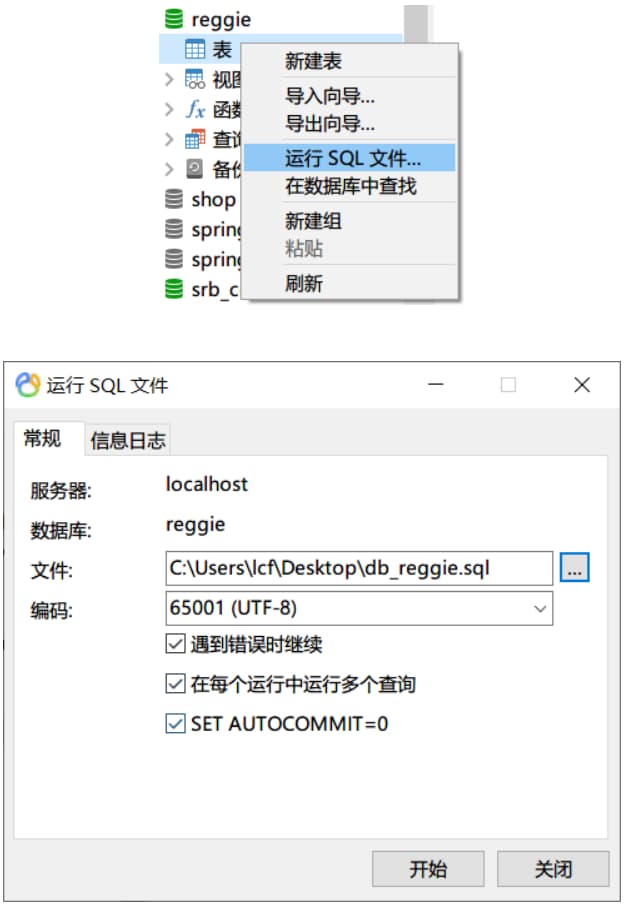 reggie
表
新建表
视图
导入向导...
函数
导出向导...
查询
运行 SQL 文件...
备份
在数据库中查找
shop
新建组
spring
粘贴
spring
刷新
srb_c
运行 SQL 文件
常规
信息日志
服务器:
localhost
数据库:
reggie
文件:
C:\Users\lcf\Desktop\db_reggie.sql
...
编码:
65001 (UTF-8)
遇到错误时继续
在每个运行中运行多个查询
SET AUTOCOMMIT=0
开始
关闭